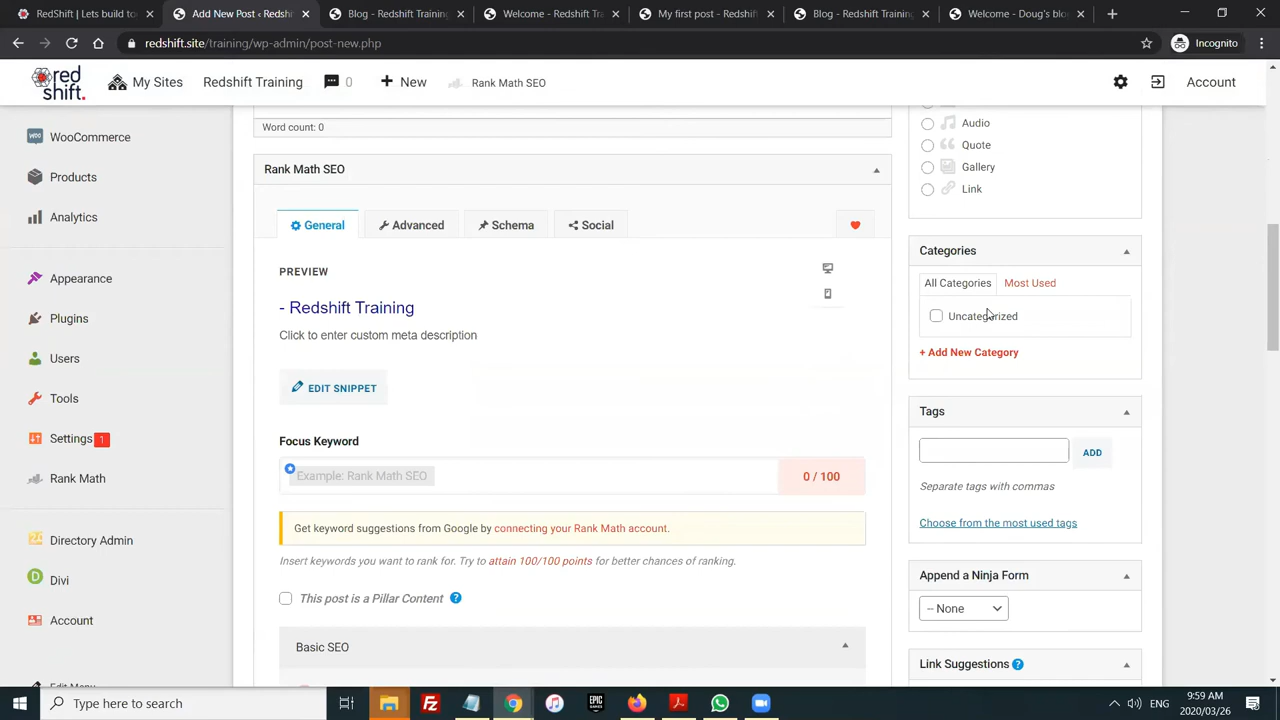 RedShift | Lets build to
Add New Post - Redshift
Blog - Redshift Training
Welcome - Redshift Tra
My first post - Redshift
Blog - Redshift Training
Welcome - Doug's blog
redshift.site/training/wp-admin/post-new.php
Incognito
red shift.
My Sites
Redshift Training
0
New
Rank Math SEO
Account
WooCommerce
Products
Analytics
Appearance
Plugins
Users
Tools
Settings 1
Rank Math
Directory Admin
Divi
Account
Edit Menu
Word count: 0
Rank Math SEO
General
Advanced
Schema
Social
PREVIEW
- Redshift Training
Click to enter custom meta description
EDIT SNIPPET
Focus Keyword
Example: Rank Math SEO
0 / 100
Get keyword suggestions from Google by connecting your Rank Math account.
Insert keywords you want to rank for. Try to attain 100/100 points for better chances of ranking.
This post is a Pillar Content
Basic SEO
Audio
Quote
Gallery
Link
Categories
All Categories
Most Used
Uncategorized
+ Add New Category
Tags
ADD
Separate tags with commas
Choose from the most used tags
Append a Ninja Form
-- None
Link Suggestions
Type here to search
EPIC GAMES
ENG
9:59 AM
2020/03/26